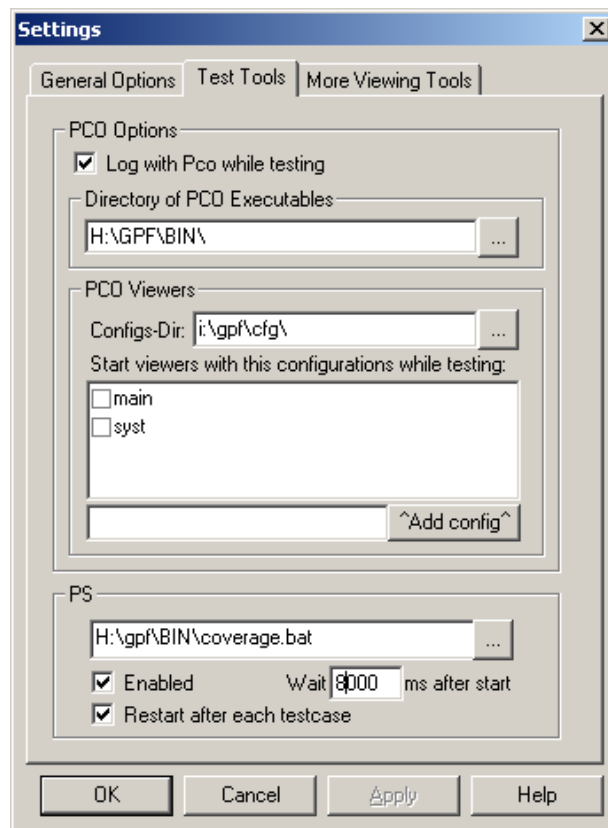 Settings
General Options Test Tools More Viewing Tools
PCO Options
Log with Pco while testing
Directory of PCO Executables
H:\GPF\BIN\ ...
PCO Viewers
Configs-Dir: i:\gpf\cfg\ ...
Start viewers with this configurations while testing:
main
syst
^Add config^
PS
H:\gpf\BIN\coverage.bat ...
Enabled Wait 8000 ms after start
Restart after each testcase
OK Cancel Apply Help